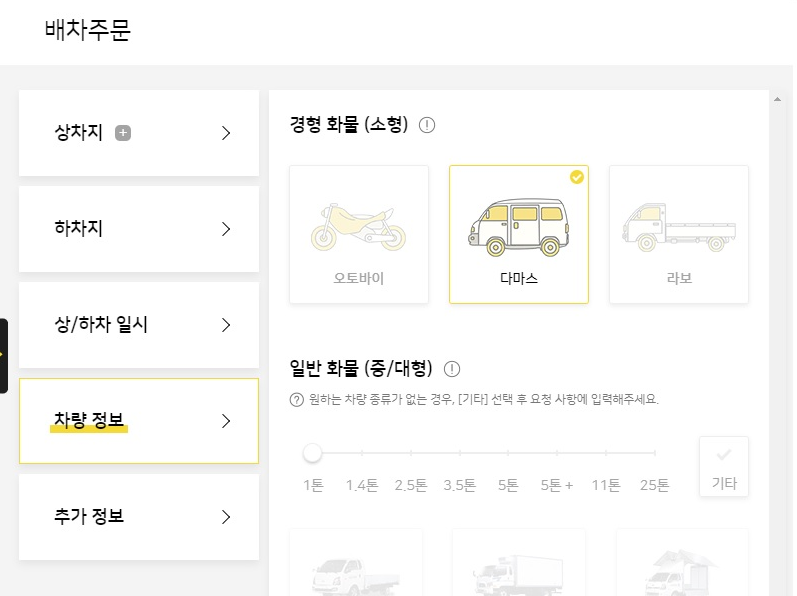 배차주문
상차지
하차지
상/하차 일시
차량 정보
추가 정보
경형 화물 (소형)
오토바이
다마스
라보
일반 화물 (중/대형)
원하는 차량 종류가 없는 경우, [기타] 선택 후 요청 사항에 입력해주세요.
1톤 1.4톤 2.5톤 3.5톤 5톤 5톤 + 11톤 25톤
기타